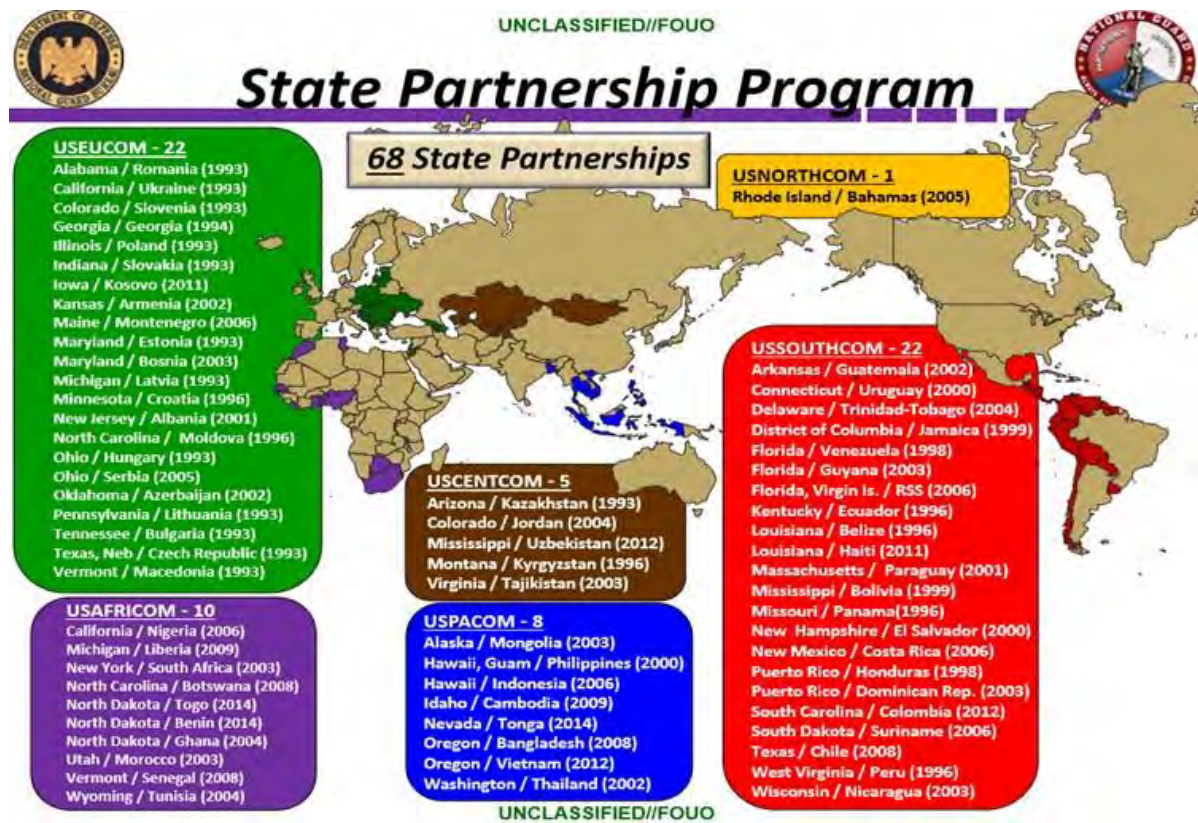 UNCLASSIFIED//FOUO
State Partnership Program
68 State Partnerships
USEUCOM - 22
Alabama / Romania (1993)
California / Ukraine (1993)
Colorado / Slovenia (1993)
Georgia / Georgia (1994)
Illinois / Poland (1993)
Indiana / Slovakia (1993)
Iowa / Kosovo (2011)
Kansas / Armenia (2002)
Maine / Montenegro (2006)
Maryland / Estonia (1993)
Maryland / Bosnia (2003)
Michigan / Latvia (1993)
Minnesota / Croatia (1996)
New Jersey / Albania (2001)
North Carolina / Moldova (1996)
Ohio / Hungary (1993)
Ohio / Serbia (2005)
Oklahoma / Azerbaijan (2002)
Pennsylvania / Lithuania (1993)
Tennessee / Bulgaria (1993)
Texas, Neb / Czech Republic (1993)
Vermont / Macedonia (1993)
USAFRICOM - 10
California / Nigeria (2006)
Michigan / Liberia (2009)
New York / South Africa (2003)
North Carolina / Botswana (2008)
North Dakota / Togo (2014)
North Dakota / Benin (2014)
North Dakota / Ghana (2004)
Utah / Morocco (2003)
Vermont / Senegal (2008)
Wyoming / Tunisia (2004)
USCENTCOM - 5
Arizona / Kazakhstan (1993)
Colorado / Jordan (2004)
Mississippi / Uzbekistan (2012)
Montana / Kyrgyzstan (1996)
Virginia / Tajikistan (2003)
USPACOM - 8
Alaska / Mongolia (2003)
Hawaii, Guam / Philippines (2000)
Hawaii / Indonesia (2006)
Idaho / Cambodia (2009)
Nevada / Tonga (2014)
Oregon / Bangladesh (2008)
Oregon / Vietnam (2012)
Washington / Thailand (2002)
USNORTHCOM - 1
Rhode Island / Bahamas (2005)
USSOUTHCOM - 22
Arkansas / Guatemala (2002)
Connecticut / Uruguay (2000)
Delaware / Trinidad-Tobago (2004)
District of Columbia / Jamaica (1999)
Florida / Venezuela (1998)
Florida / Guyana (2003)
Florida, Virgin Is. / RSS (2006)
Kentucky / Ecuador (1996)
Louisiana / Belize (1996)
Louisiana / Haiti (2011)
Massachusetts / Paraguay (2001)
Mississippi / Bolivia (1999)
Missouri / Panama(1996)
New Hampshire / El Salvador (2000)
New Mexico / Costa Rica (2006)
Puerto Rico / Honduras (1998)
Puerto Rico / Dominican Rep. (2003)
South Carolina / Colombia (2012)
South Dakota / Suriname (2006)
Texas / Chile (2008)
West Virginia / Peru (1996)
Wisconsin / Nicaragua (2003)
UNCLASSIFIED//FOUO
DEPARTMENT OF DEFENSE
NATIONAL GUARD BUREAU
NATIONAL GUARD